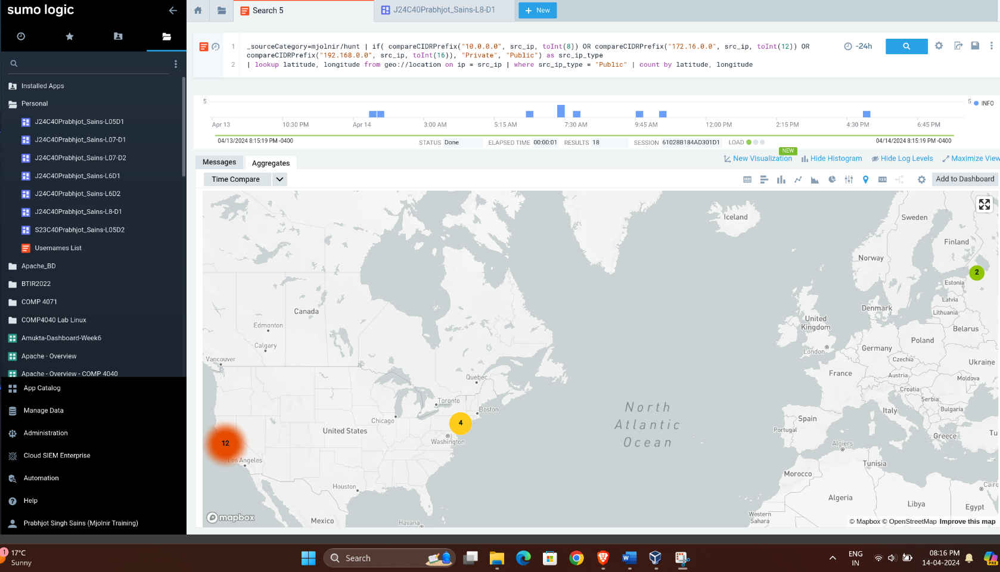 sumo logic
Search 5
J24C40Prabhjot_Sains-L8-D1
+ New
1 _sourceCategory=mjolnir/hunt | if( compareCIDRPrefix("10.0.0.0", src_ip, toInt(8)) OR compareCIDRPrefix("172.16.0.0", src_ip, toInt(12)) OR
compareCIDRPrefix("192.168.0.0", src_ip, toInt(16)), "Private", "Public") as src_ip_type
2 | lookup latitude, longitude from geo://location on ip = src_ip | where src_ip_type = "Public" | count by latitude, longitude
-24h
Installed Apps
Personal
J24C40Prabhjot_Sains-L05D1
J24C40Prabhjot_Sains-L07-D1
J24C40Prabhjot_Sains-L07-D2
J24C40Prabhjot_Sains-L6D1
J24C40Prabhjot_Sains-L6D2
J24C40Prabhjot_Sains-L8-D1
S23C40Prabhjot_Sains-L05D2
Usernames List
Apache_BD
BTIR2022
COMP 4071
COMP4040 Lab Linux
Amukta-Dashboard-Week6
Apache - Overview
Apache - Overview - COMP 4040
App Catalog
Manage Data
Administration
Cloud SIEM Enterprise
Automation
Help
Prabhjot Singh Sains (Mjolnir Training)
5
5 INFO
Apr 13 10:30 PM Apr 14 3:00 AM 5:15 AM 7:30 AM 9:45 AM 12:00 PM 2:15 PM 4:30 PM 6:45 PM
04/13/2024 8:15:19 PM -0400
STATUS Done ELAPSED TIME 00:00:01 RESULTS 18 SESSION 61028B184AD301D1 LOAD
04/14/2024 8:15:19 PM -0400
NEW
Messages
Aggregates
New Visualization Hide Histogram Hide Log Levels Maximize View
Time Compare
123
Add to Dashboard
Iceland
Sweden
Finland
Norway
2
Estonia
Latvia
Denmark
Lithuania
Canada
United
Kingdom
Belarus
Edmonton
Poland
Calgary
Germany
London
Vancouver
Czechia
Ukraine
France
Austria
Moldova
Quebec
Croatia
Serbia
Toronto
Bulgaria
Boston
North
Atlantic
Ocean
Italy
Chicago
4
Spain
United States
Portugal
Greece
Tu
12
Washington
Algiers
Los Angeles
Tunisia
Morocco
Houston
Cairo
Algeria
Libya
Egypt
mapbox
Mexico
Havana
Western
Sahara
© Mapbox © OpenStreetMap Improve this map
1
17°C
Sunny
Search
W
ENG
IN
08:16 PM
14-04-2024
PRE